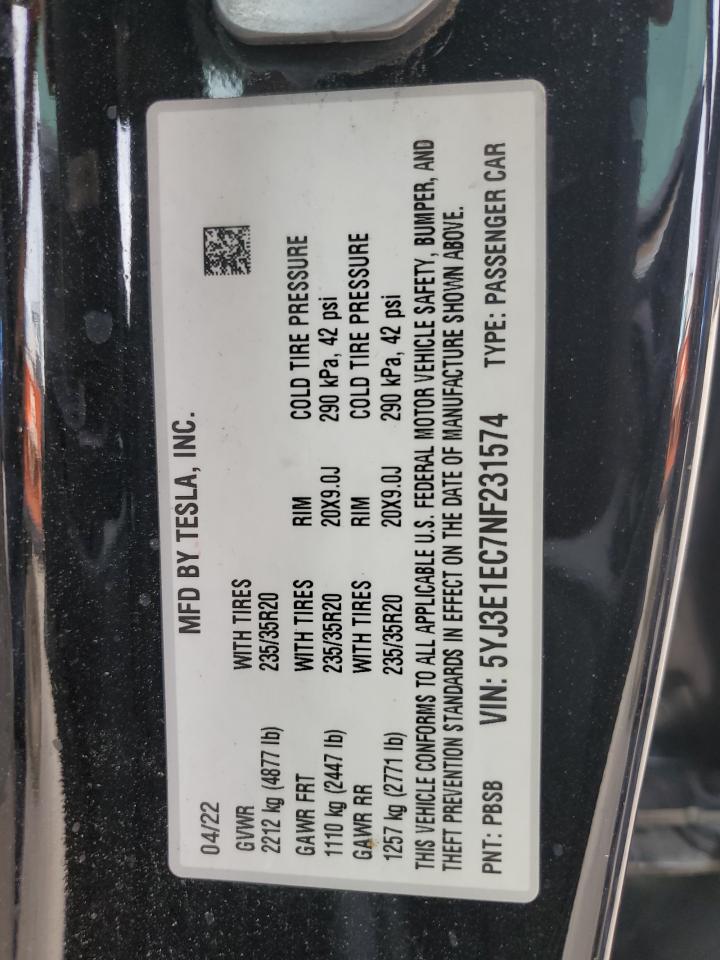 MFD BY TESLA, INC.
04/22
GVWR WITH TIRES
2212 kg (4877 lb) 235/35R20
GAWR FRT WITH TIRES RIM COLD TIRE PRESSURE
1110 kg (2447 lb) 235/35R20 20X9.0J 290 kPa, 42 psi
GAWR RR WITH TIRES RIM COLD TIRE PRESSURE
1257 kg (2771 lb) 235/35R20 20X9.0J 290 kPa, 42 psi
THIS VEHICLE CONFORMS TO ALL APPLICABLE U.S. FEDERAL MOTOR VEHICLE SAFETY, BUMPER, AND
THEFT PREVENTION STANDARDS IN EFFECT ON THE DATE OF MANUFACTURE SHOWN ABOVE.
PNT: PBSB VIN: 5YJ3E1EC7NF231574 TYPE: PASSENGER CAR